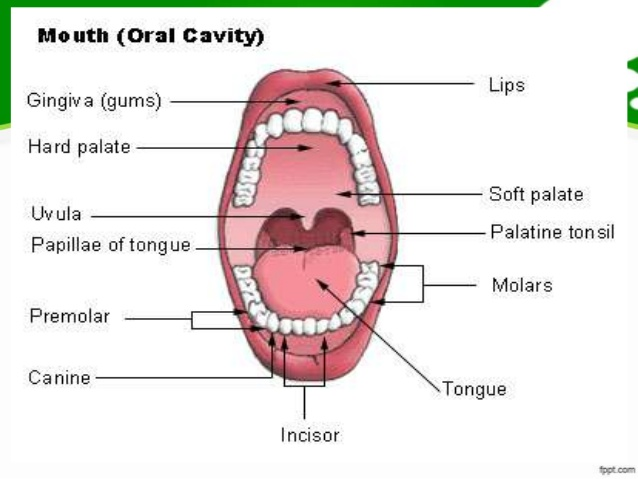 Mouth (Oral Cavity)
Lips
Gingiva (gums)
Hard palate
Soft palate
Uvula
Palatine tonsil
Papillae of tongue
Molars
Premolar
Canine
Tongue
Incisor
fppt.com